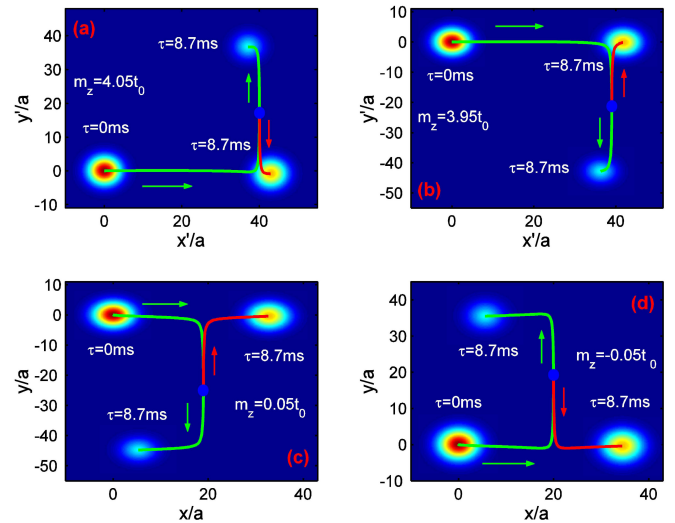 (a)
τ=8.7ms
m_z=4.05t_0
τ=0ms
τ=8.7ms
y'/a
40
30
20
10
0
-10
0
20
40
x'/a
τ=0ms
τ=8.7ms
m_z=3.95t_0
τ=8.7ms
(b)
y'/a
10
0
-10
-20
-30
-40
-50
0
20
40
x'/a
(c)
τ=0ms
τ=8.7ms
τ=8.7ms
m_z=0.05t_0
y/a
10
0
-10
-20
-30
-40
-50
0
20
40
x/a
(d)
τ=8.7ms
m_z=-0.05t_0
τ=0ms
τ=8.7ms
y/a
40
30
20
10
0
-10
0
20
40
x/a